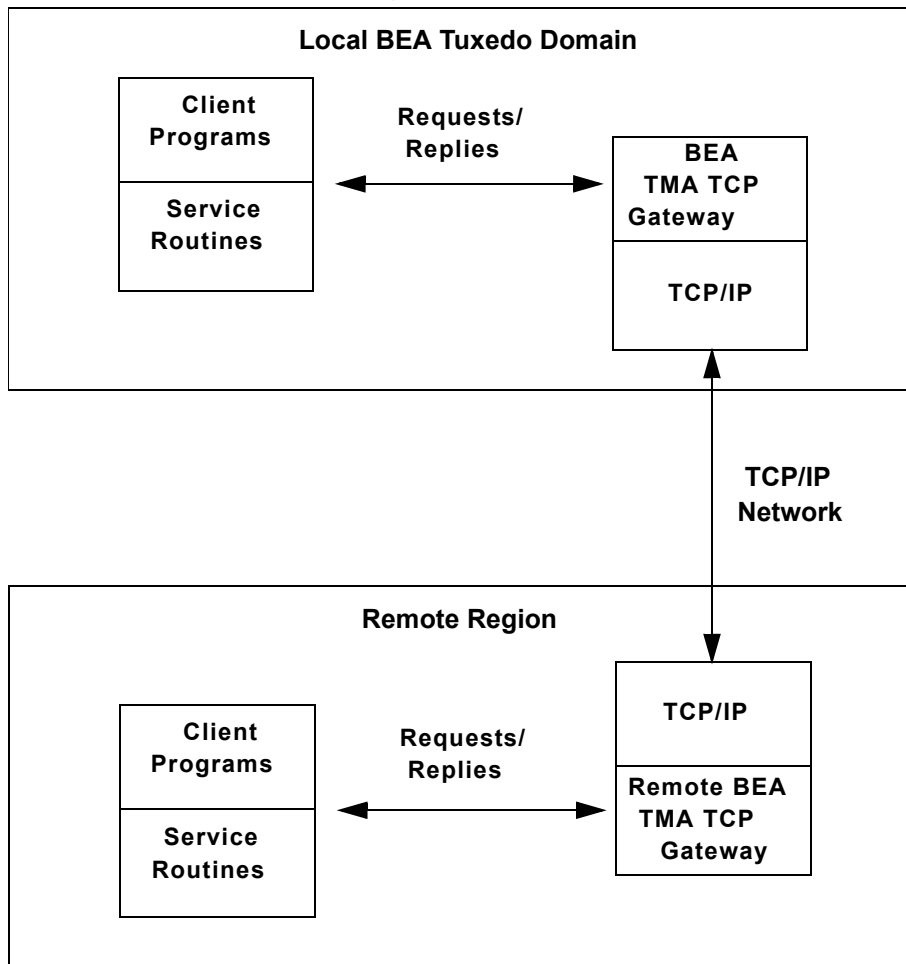 Local BEA Tuxedo Domain
Client
Programs
Service
Routines
Requests/
Replies
BEA
TMA TCP
Gateway
TCP/IP
TCP/IP
Network
Remote Region
Client
Programs
Service
Routines
Requests/
Replies
TCP/IP
Remote BEA
TMA TCP
Gateway